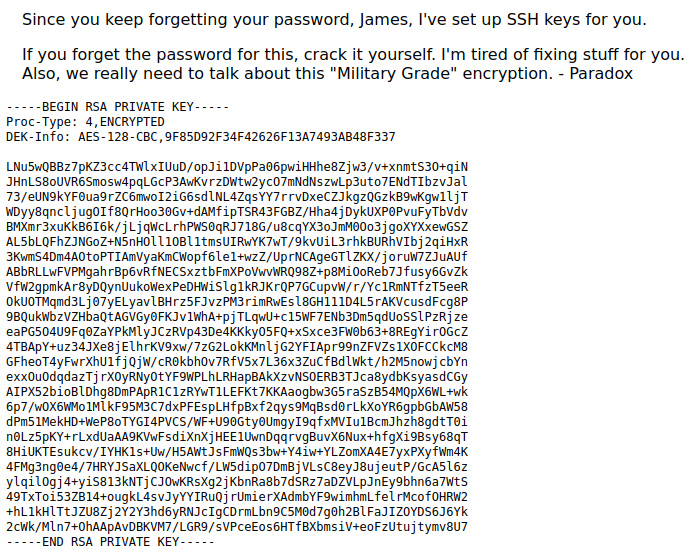 Since you keep forgetting your password, James, I've set up SSH keys for you.
If you forget the password for this, crack it yourself. I'm tired of fixing stuff for you.
Also, we really need to talk about this "Military Grade" encryption. - Paradox
-----BEGIN RSA PRIVATE KEY-----
Proc-Type: 4,ENCRYPTED
DEK-Info: AES-128-CBC,9F85D92F34F42626F13A7493AB48F337

LNu5wQBBz7pKZ3cc4TWlxIUuD/opJi1DVpPa06pwiHHhe8Zjw3/v+xnmtS3O+qiN
JHnLS8oUVR6Smosw4pqLGcP3AwKvrzDWtw2ycO7mNdNszwLp3uto7ENdTIbzvJal
73/eUN9kYF0ua9rZC6mwoI2iG6sdlNL4ZqsYY7rrvDxeCZJkgzQGzkB9wKgw1ljT
WDyy8qncljugOIf8QrHoo30Gv+dAMfipTSR43FGBZ/Hha4jDykUXP0PvuFyTbVdv
BMXmr3xuKkB6I6k/jLjqWcLrhPWS0qRJ718G/u8cqYX3oJmM0Oo3jgoXYXxewGSZ
AL5bLQFhZJNGoZ+N5nHOll1OBl1tmsUIRwYK7wT/9kvUiL3rhkBURhVIbj2qiHxR
3KwmS4Dm4AOtoPTIAmVyaKmCWopf6le1+wzZ/UprNCAgeGTlZKX/joruW7ZJuAUf
ABbRLLwFVPMgahrBp6vRfNECSxztbFmXPoVwvWRQ98Z+p8MiOoReb7Jfusy6GvZk
VfW2gpmkAr8yDQynUukoWexPeDHWiSlg1kRJKrQP7GCupvW/r/Yc1RmNTfzT5eeR
OkUOTMqmd3Lj07yELyavlBHrz5FJvzPM3rimRwEsl8GH111D4L5rAKVcusdFcg8P
9BQukWbzVZHbaQtAGVGy0FKJv1WhA+pjTLqwU+c15WF7ENb3Dm5qdUoSSlPzRjze
eaPG5O4U9Fq0ZaYPkMlyJCzRVp43De4KKkyO5FQ+xSxce3FW0b63+8REgYirOGcZ
4TBApY+uz34JXe8jElhrKV9xw/7zG2LokKMnljG2YFIApr99nZFVZs1XOFCCkcM8
GFheoT4yFwrXhU1fjQjW/cR0kbhOv7RfV5x7L36x3ZuCfBdlWkt/h2M5nowjcbYn
exxOuOdqdazTjrXOyRNyOtYF9WPLhLRHapBAkXzvNSOERB3TJca8ydbKsyasdCGy
AIPX52bioBlDhg8DmPApR1C1zRYwT1LEFKt7KKAaogbw3G5raSzB54MQpX6WL+wk
6p7/wOX6WMo1MlkF95M3C7dxPFEspLHfpBxf2qys9MqBsd0rLkXoYR6gpbGbAW58
dPm51MekHD+WeP8oTYGI4PVCS/WF+U90Gty0UmgyI9qfxMVIu1BcmJhzh8gdtT0i
n0Lz5pKY+rLxdUaAA9KVwFsdiXnXjHEE1UwnDqqrvgBuvX6Nux+hfgXi9Bsy68qT
8HiUKTEsukcv/IYHK1s+Uw/H5AWtJsFmWQs3bw+Y4iw+YLZomXA4E7yxPXyfWm4K
4FMg3ng0e4/7HRYJSaXLQOKeNwcf/LW5dipO7DmBjVLsC8eyJ8ujeutP/GcA5l6z
ylqilOgj4+yiS813kNTjCJOwKRsXg2jKbnRa8b7dSRz7aDZVLpJnEy9bhn6a7WtS
49TxToi53ZB14+ougkL4svJyYYIRuQjrUmierXAdmbYF9wimhmLfelrMcofOHRW2
+hL1kHlTtJZU8Zj2Y2Y3hd6yRNJcIgCDrmLbn9C5M0d7g0h2BlFaJIZOYDS6J6Yk
2cWk/Mln7+OhAApAvDBKVM7/LGR9/sVPceEos6HTfBXbmsiV+eoFzUtujtymv8U7
-----END RSA PRIVATE KEY-----